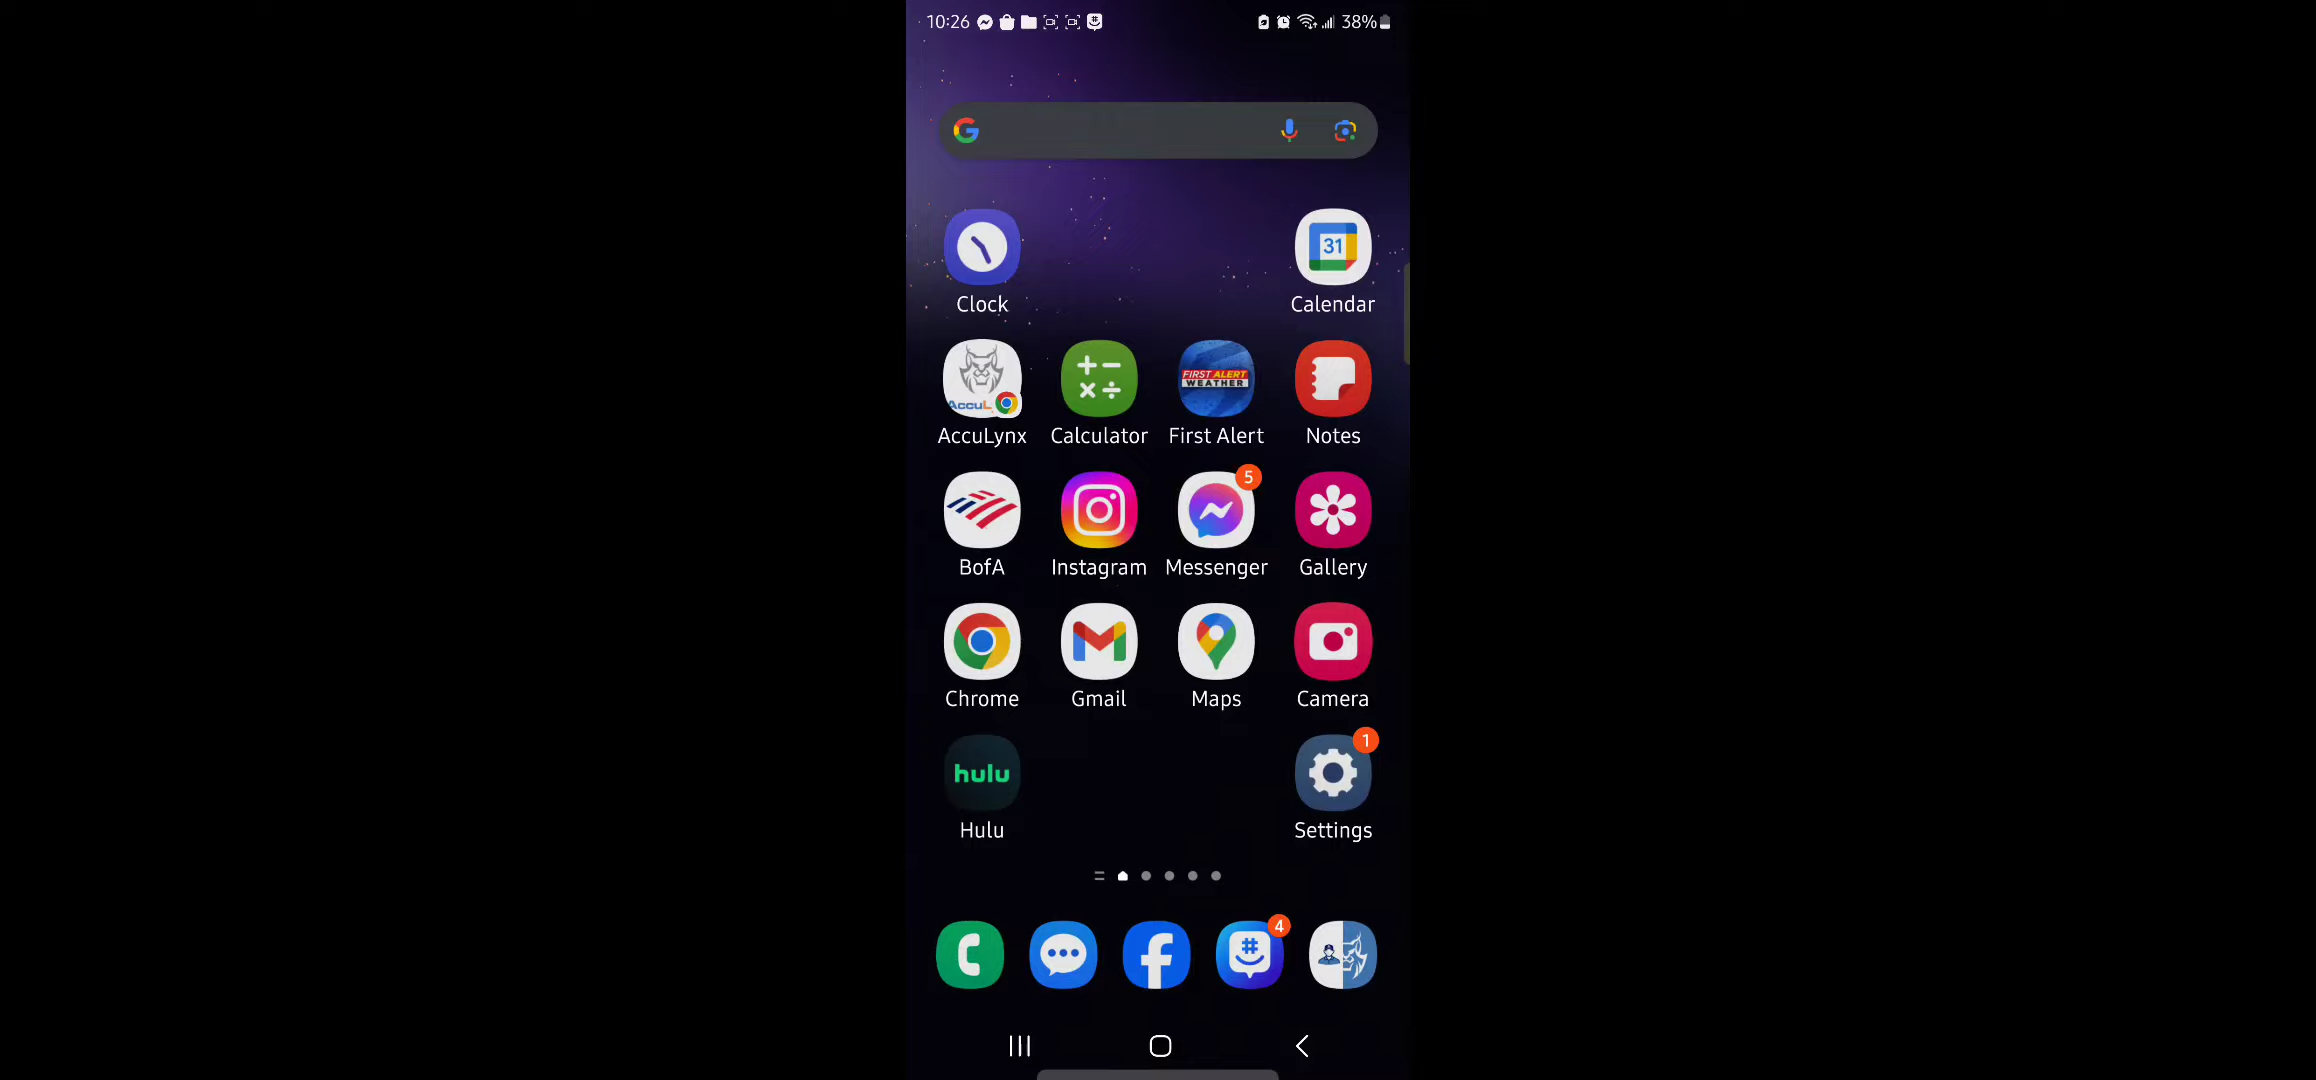 10:26 38%
31
Clock Calendar
FIRST ALERT
WEATHER
AccuL
AccuLynx Calculator First Alert Notes
5
BofA Instagram Messenger Gallery
Chrome Gmail Maps Camera
1
hulu
Hulu Settings
4